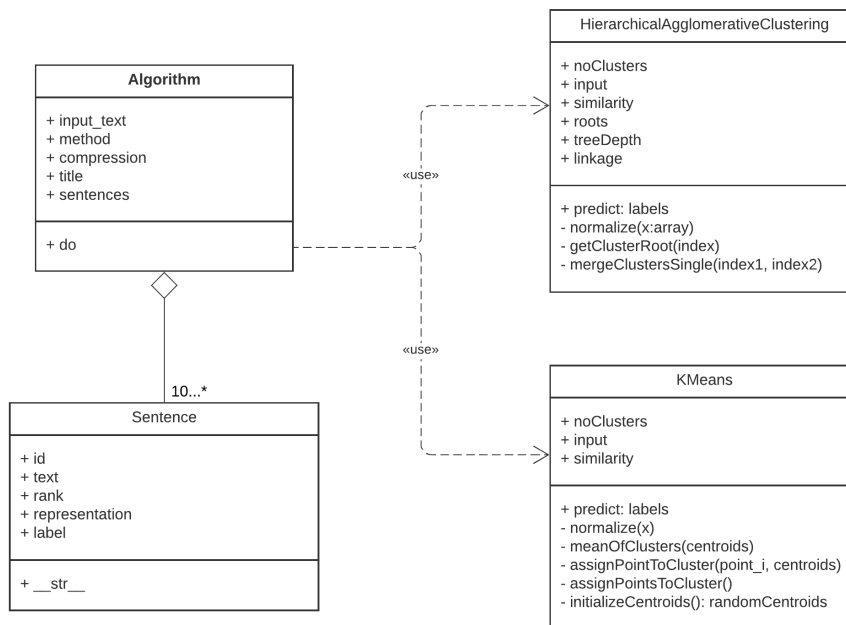 HierarchicalAgglomerativeClustering
+ noClusters
+ input
+ similarity
+ roots
+ treeDepth
+ linkage
+ predict: labels
- normalize(x:array)
- getClusterRoot(index)
- mergeClustersSingle(index1, index2)
Algorithm
+ input_text
+ method
+ compression
+ title
+ sentences
+ do
«use»
«use»
10...*
Sentence
+ id
+ text
+ rank
+ representation
+ label
+ __str__
KMeans
+ noClusters
+ input
+ similarity
+ predict: labels
- normalize(x)
- meanOfClusters(centroids)
- assignPointToCluster(point_i, centroids)
- assignPointsToCluster()
- initializeCentroids(): randomCentroids